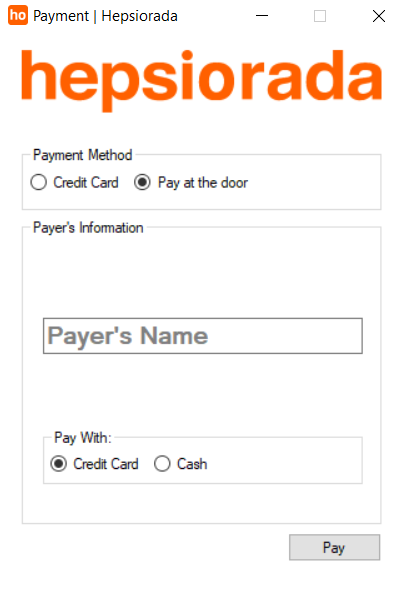 ho Payment | Hepsiorada
hepsiorada
Payment Method
Credit Card Pay at the door
Payer's Information
Payer's Name
Pay With:
Credit Card Cash
Pay